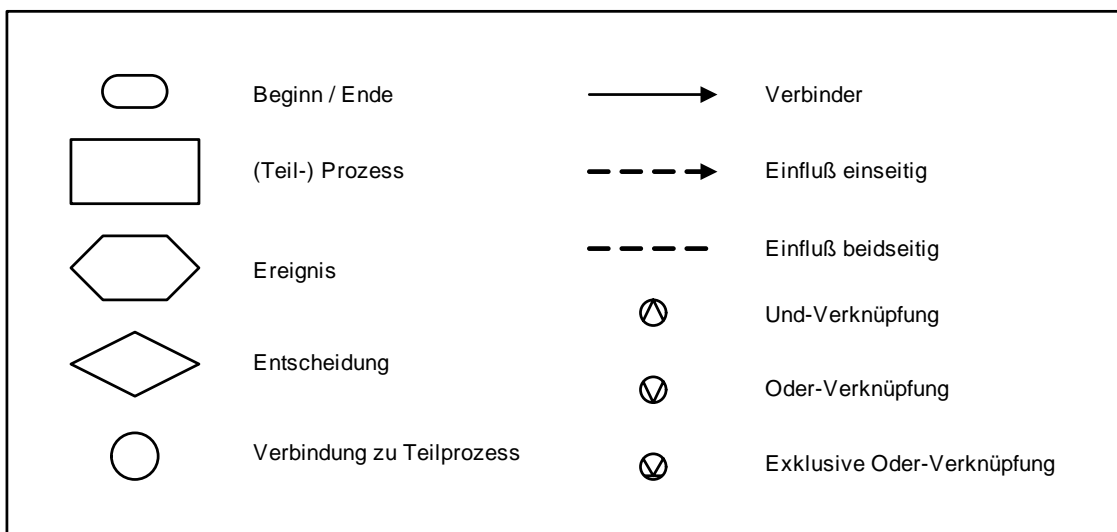 Beginn / Ende
(Teil-) Prozess
Ereignis
Entscheidung
Verbindung zu Teilprozess
Verbinder
Einfluß einseitig
Einfluß beidseitig
Und-Verknüpfung
Oder-Verknüpfung
Exklusive Oder-Verknüpfung